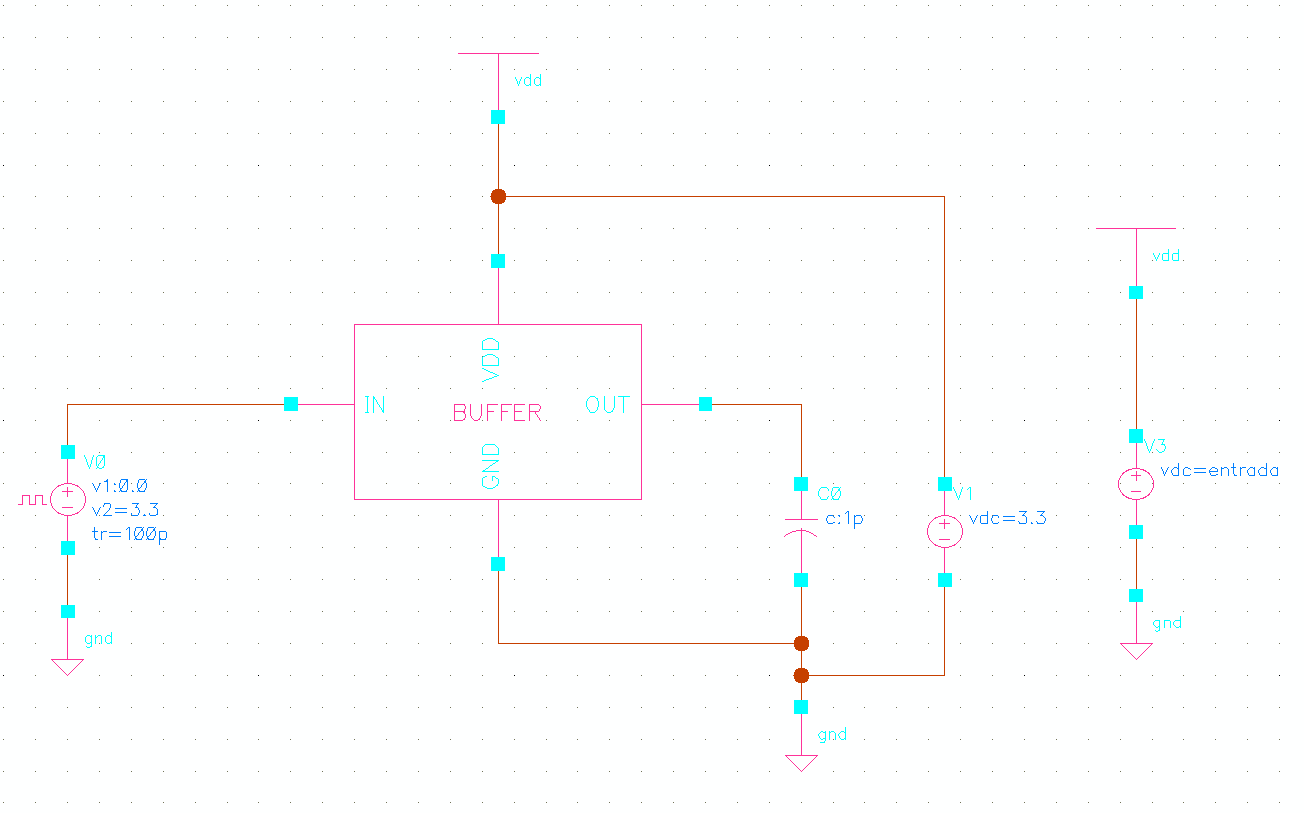 vdd
vdd
VDD
IN
BUFFER
OUT
GND
V0
v1:0.0
v2=3.3
tr=100p
gnd
C0
c:1p
V1
vdc=3.3
V3
vdc=entrada
gnd
gnd